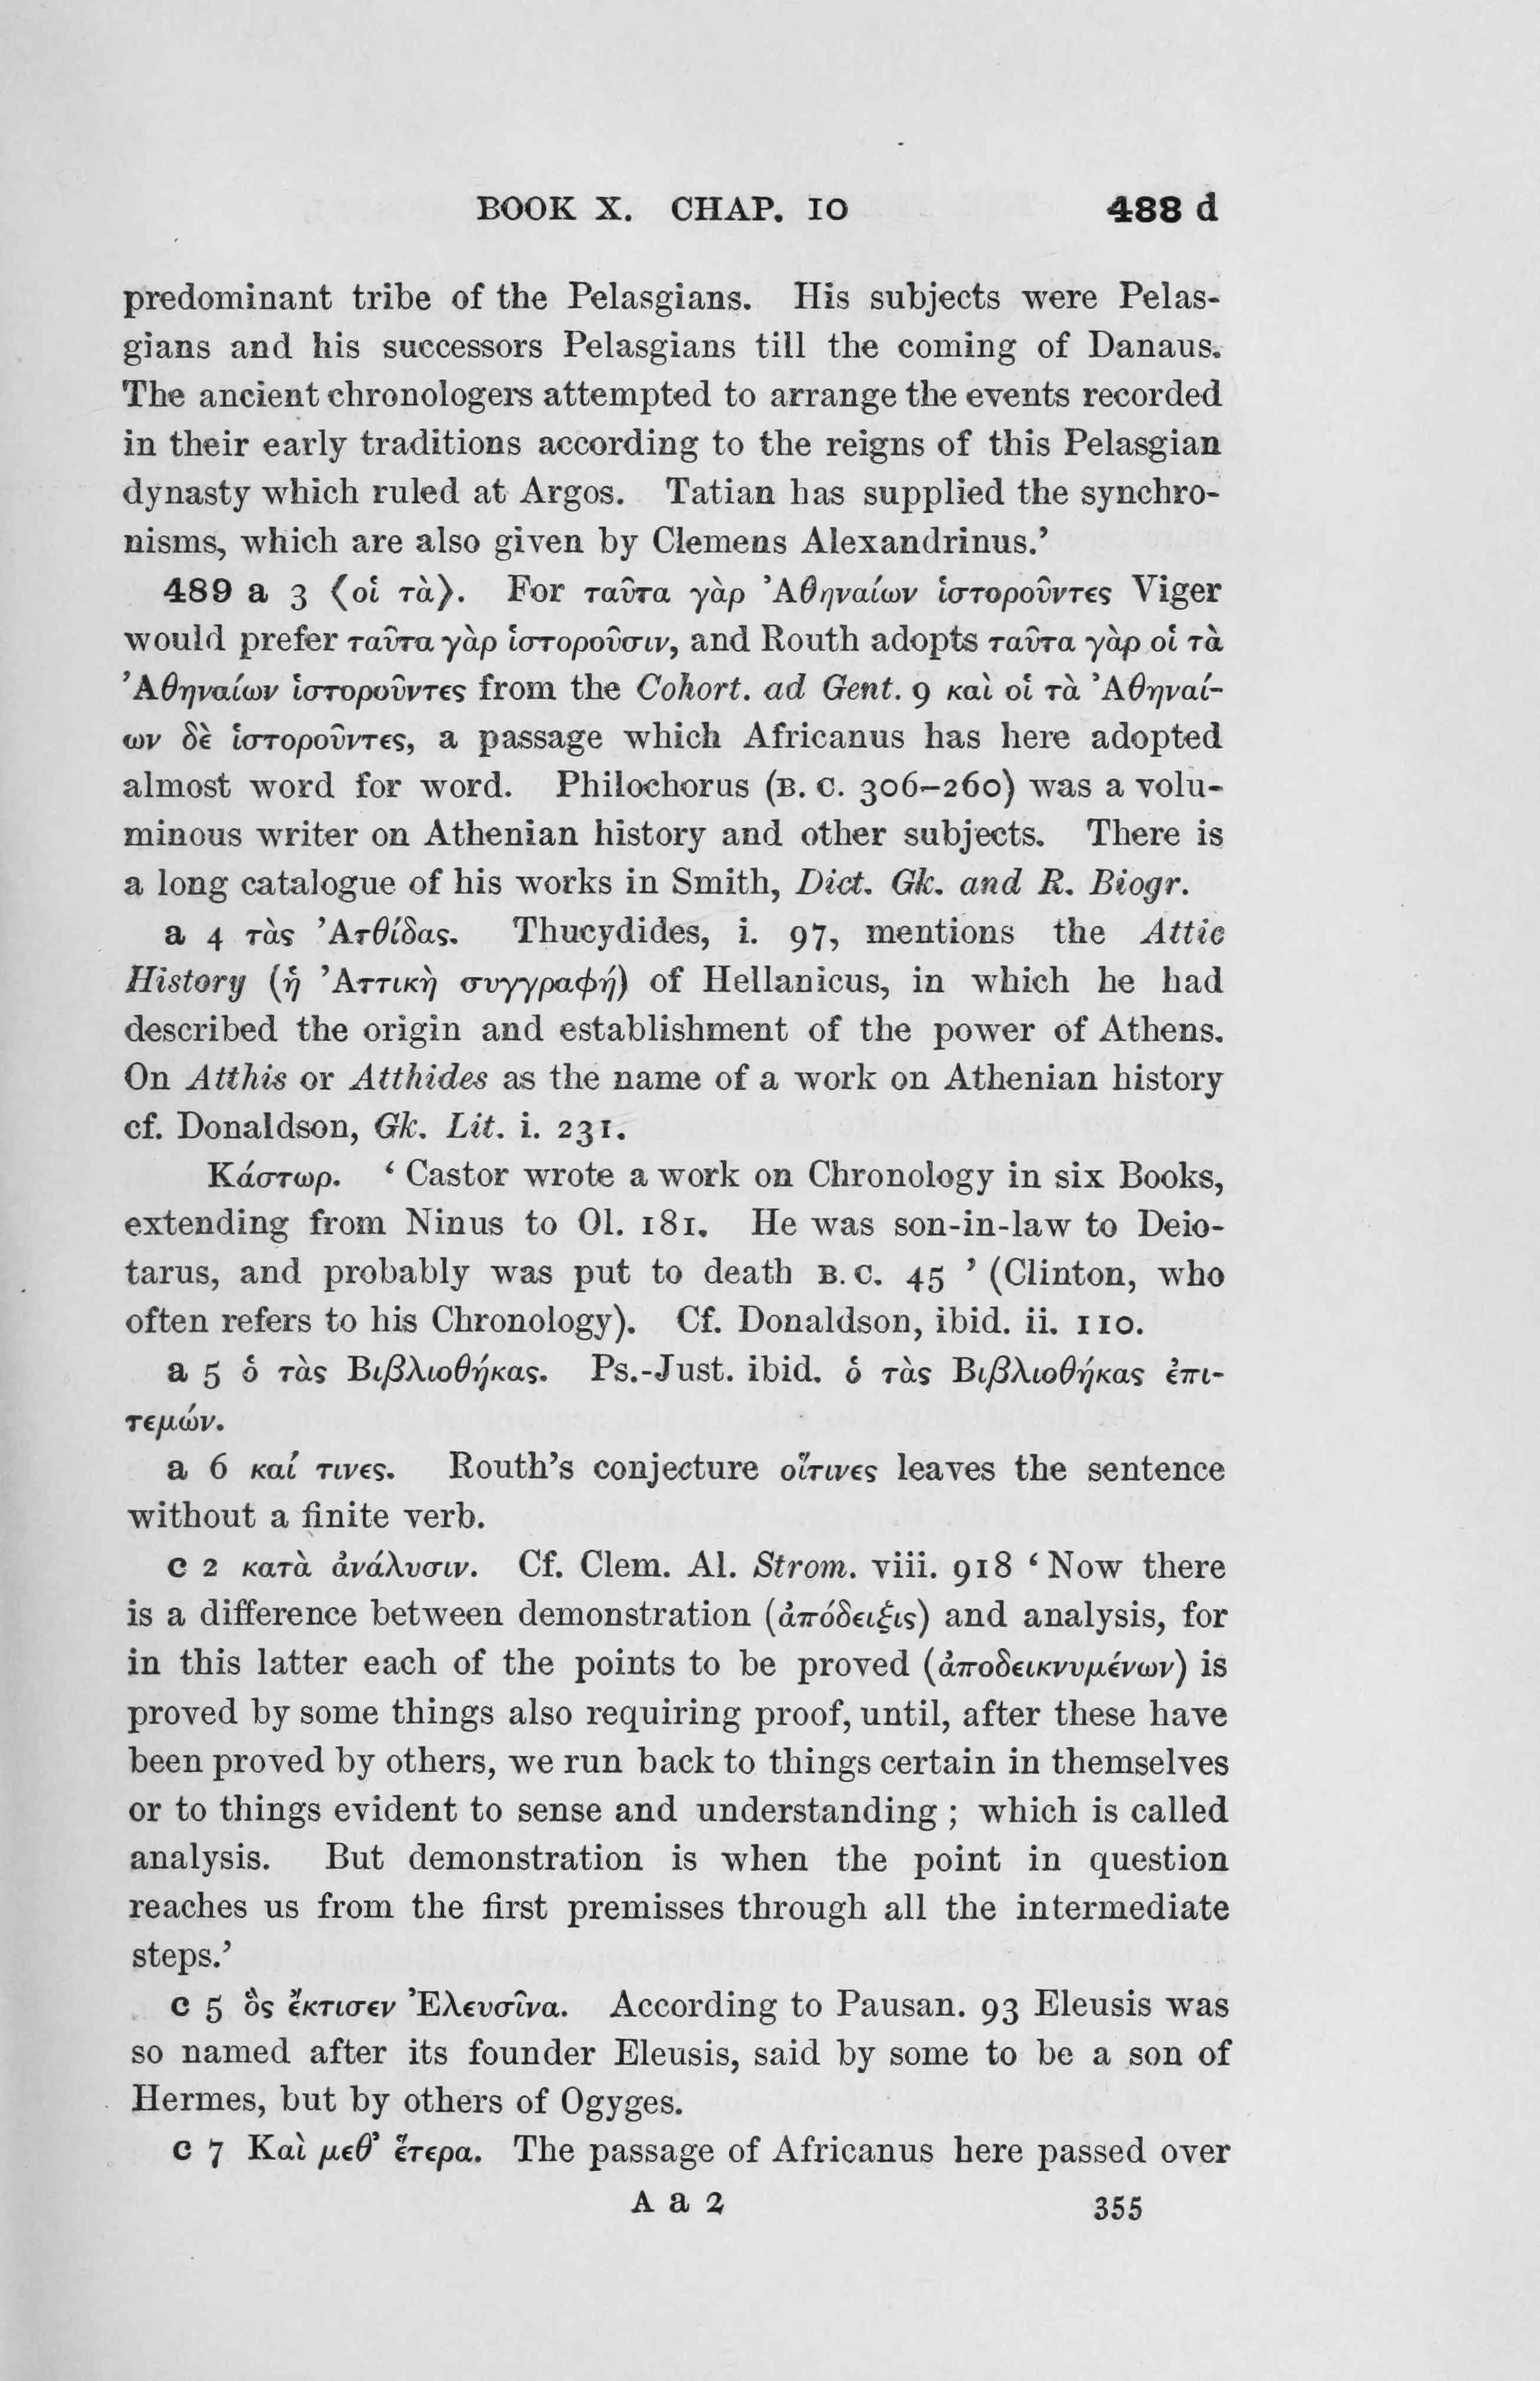 BOOK X. CHAP. 10 488 d
predominant tribe of the Pelasgians. His subjects were Pelas-
gians and his successors Pelasgians till the coming of Danaus.
The ancient chronologers attempted to arrange the events recorded
in their early traditions according to the reigns of this Pelasgian
dynasty which ruled at Argos. Tatian has supplied the synchro-
nisms, which are also given by Clemens Alexandrinus.’
489 a 3 ⟨οἱ τὰ⟩. For ταῦτα γὰρ Ἀθηναίων ἱστοροῦντες Viger
would prefer ταῦτα γὰρ ἱστοροῦσιν, and Routh adopts ταῦτα γὰρ οἱ τὰ
Ἀθηναίων ἱστοροῦντες from the Cohort. ad Gent. 9 καὶ οἱ τὰ Ἀθηναί-
ων δὲ ἱστοροῦντες, a passage which Africanus has here adopted
almost word for word. Philochorus (B. C. 306–260) was a volu-
minous writer on Athenian history and other subjects. There is
a long catalogue of his works in Smith, Dict. Gk. and R. Biogr.
a 4 τὰς Ἀτθίδας. Thucydides, i. 97, mentions the Attic
History (ἡ Ἀττικὴ συγγραφή) of Hellanicus, in which he had
described the origin and establishment of the power of Athens.
On Atthis or Atthides as the name of a work on Athenian history
cf. Donaldson, Gk. Lit. i. 231.
Κάστωρ. ‘ Castor wrote a work on Chronology in six Books,
extending from Ninus to Ol. 181. He was son-in-law to Deio-
tarus, and probably was put to death B. C. 45 ’ (Clinton, who
often refers to his Chronology). Cf. Donaldson, ibid. ii. 110.
a 5 ὁ τὰς Βιβλιοθήκας. Ps.-Just. ibid. ὁ τὰς Βιβλιοθήκας ἐπι-
τεμών.
a 6 καί τινες. Routh’s conjecture οἵτινες leaves the sentence
without a finite verb.
c 2 κατὰ ἀνάλυσιν. Cf. Clem. Al. Strom. viii. 918 ‘ Now there
is a difference between demonstration (ἀπόδειξις) and analysis, for
in this latter each of the points to be proved (ἀποδεικνυμένων) is
proved by some things also requiring proof, until, after these have
been proved by others, we run back to things certain in themselves
or to things evident to sense and understanding ; which is called
analysis. But demonstration is when the point in question
reaches us from the first premisses through all the intermediate
steps.’
c 5 ὃς ἔκτισεν Ἐλευσῖνα. According to Pausan. 93 Eleusis was
so named after its founder Eleusis, said by some to be a son of
Hermes, but by others of Ogyges.
c 7 Καὶ μεθ’ ἕτερα. The passage of Africanus here passed over
A a 2 355